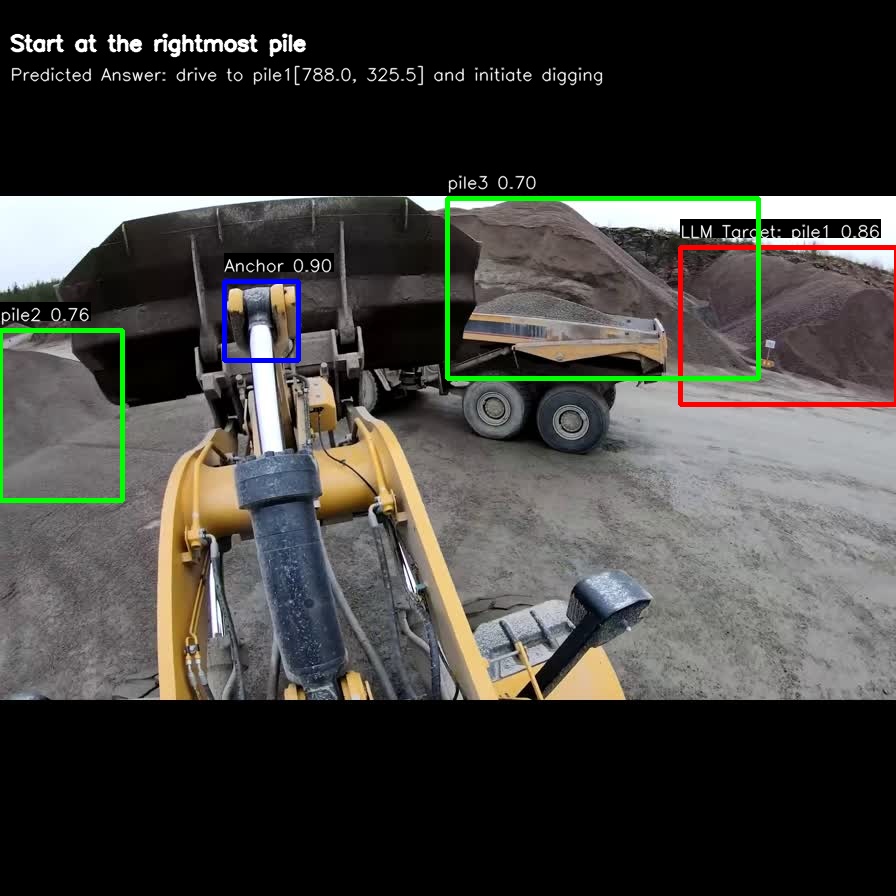 Start at the rightmost pile
Predicted Answer: drive to pile1[788.0, 325.5] and initiate digging
pile3 0.70
LLM Target: pile1 0.86
Anchor 0.90
pile2 0.76